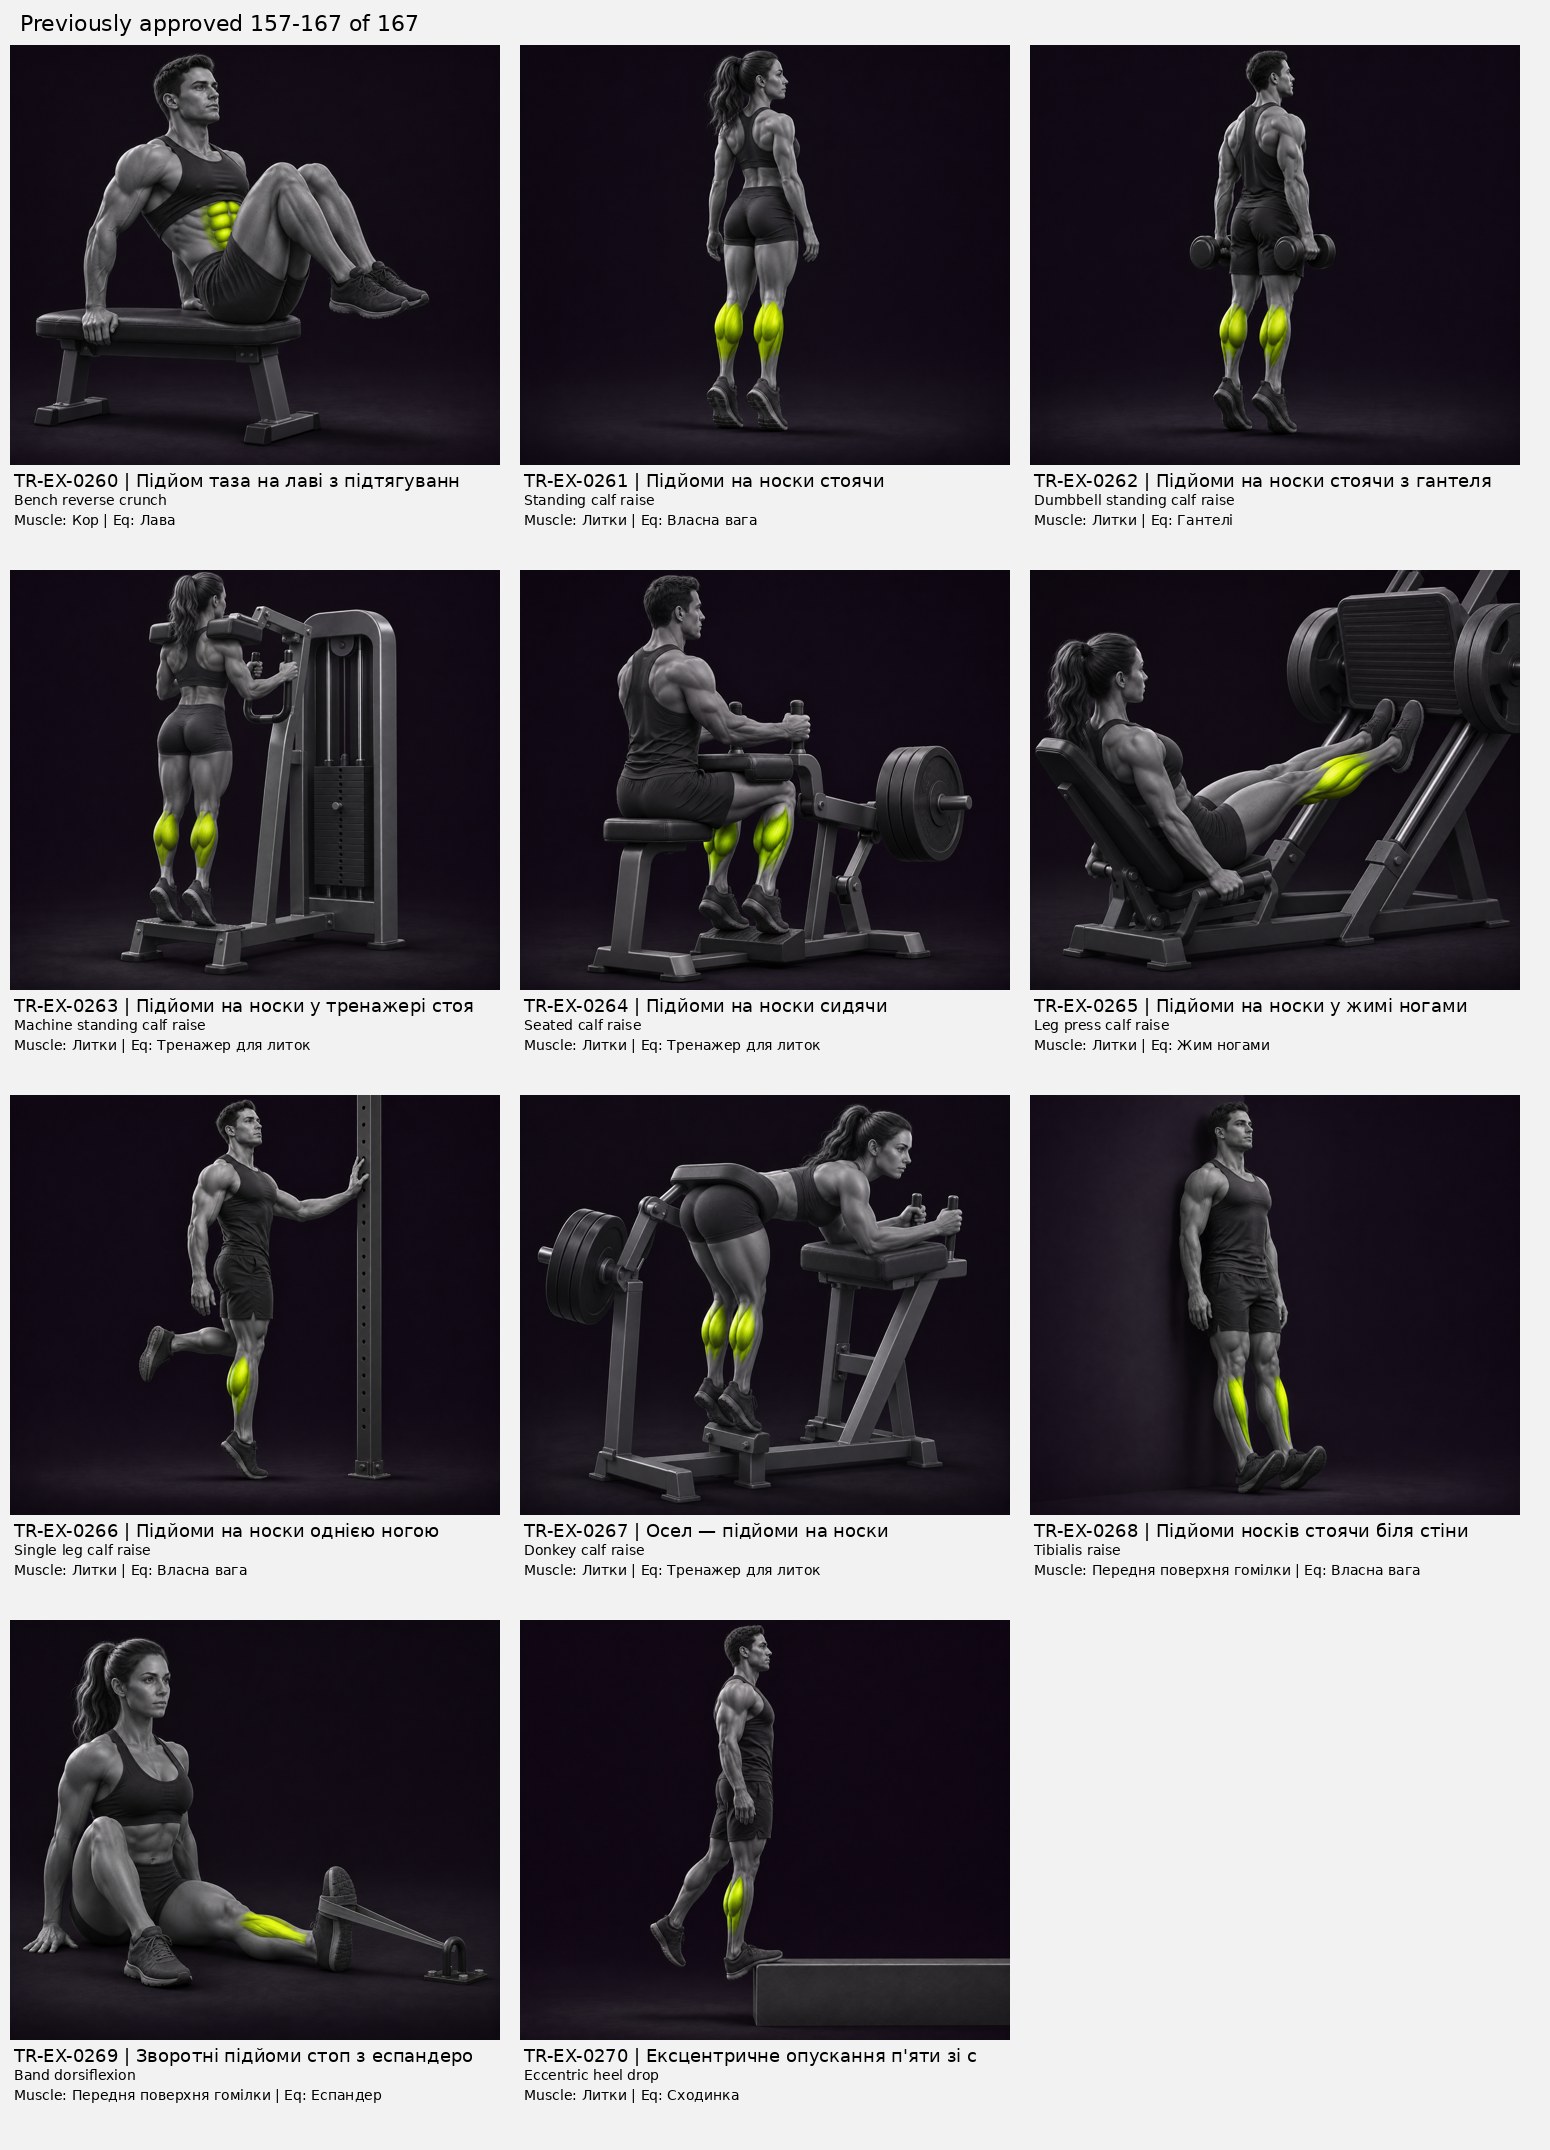 Previously approved 157-167 of 167
TR-EX-0260 | Підйом таза на лаві з підтягуванн
Bench reverse crunch
Muscle: Кор | Eq: Лава
TR-EX-0261 | Підйоми на носки стоячи
Standing calf raise
Muscle: Литки | Eq: Власна вага
TR-EX-0262 | Підйоми на носки стоячи з гантеля
Dumbbell standing calf raise
Muscle: Литки | Eq: Гантелі
TR-EX-0263 | Підйоми на носки у тренажері стоя
Machine standing calf raise
Muscle: Литки | Eq: Тренажер для литок
TR-EX-0264 | Підйоми на носки сидячи
Seated calf raise
Muscle: Литки | Eq: Тренажер для литок
TR-EX-0265 | Підйоми на носки у жимі ногами
Leg press calf raise
Muscle: Литки | Eq: Жим ногами
TR-EX-0266 | Підйоми на носки однією ногою
Single leg calf raise
Muscle: Литки | Eq: Власна вага
TR-EX-0267 | Осел — підйоми на носки
Donkey calf raise
Muscle: Литки | Eq: Тренажер для литок
TR-EX-0268 | Підйоми носків стоячи біля стіни
Tibialis raise
Muscle: Передня поверхня гомілки | Eq: Власна вага
TR-EX-0269 | Зворотні підйоми стоп з еспандеро
Band dorsiflexion
Muscle: Передня поверхня гомілки | Eq: Еспандер
TR-EX-0270 | Ексцентричне опускання п'яти зі с
Eccentric heel drop
Muscle: Литки | Eq: Сходинка